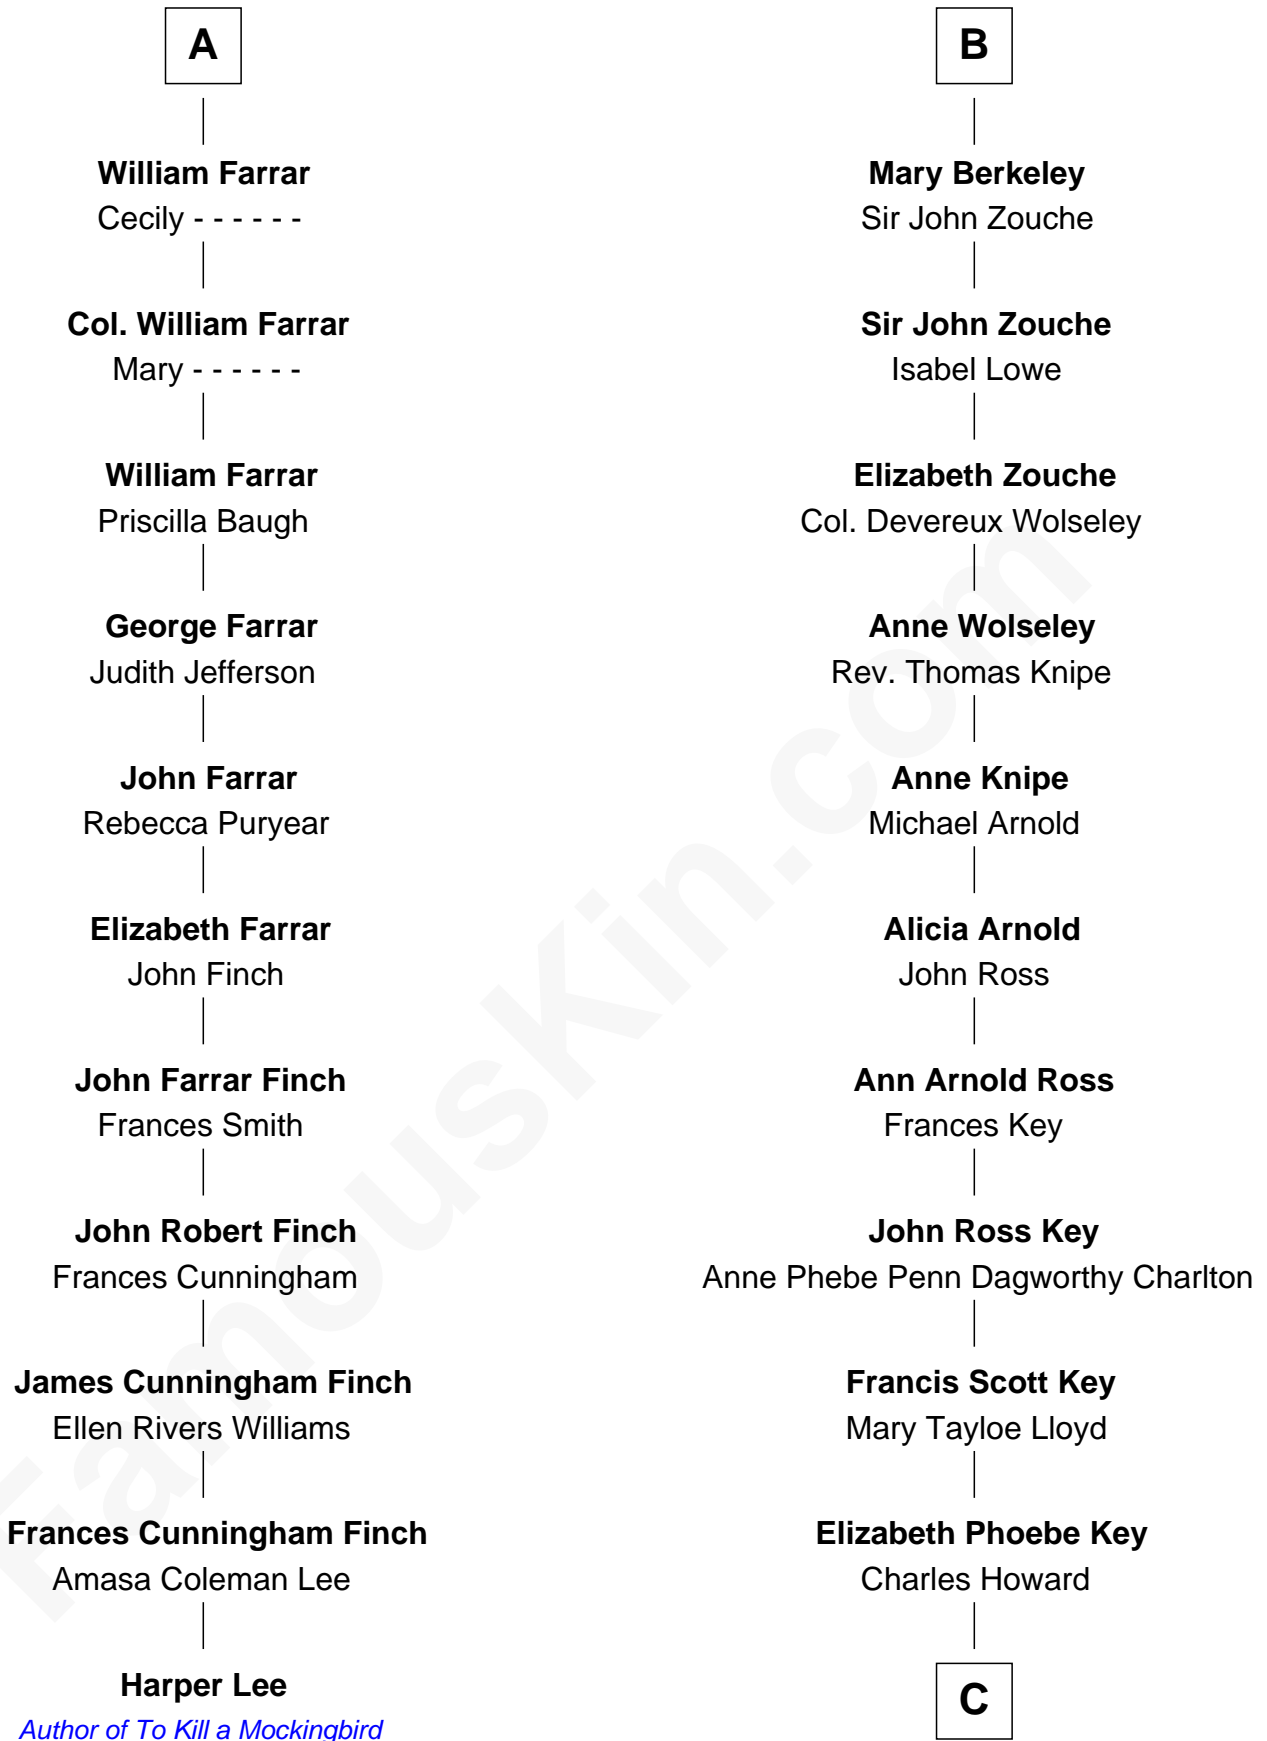 A
William Farrar
Cecily - - - - - -
Col. William Farrar
Mary - - - - - -
William Farrar
Priscilla Baugh
George Farrar
Judith Jefferson
John Farrar
Rebecca Puryear
Elizabeth Farrar
John Finch
John Farrar Finch
Frances Smith
John Robert Finch
Frances Cunningham
James Cunningham Finch
Ellen Rivers Williams
Frances Cunningham Finch
Amasa Coleman Lee
Harper Lee
Author of To Kill a Mockingbird
B
Mary Berkeley
Sir John Zouche
Sir John Zouche
Isabel Lowe
Elizabeth Zouche
Col. Devereux Wolseley
Anne Wolseley
Rev. Thomas Knipe
Anne Knipe
Michael Arnold
Alicia Arnold
John Ross
Ann Arnold Ross
Frances Key
John Ross Key
Anne Phebe Penn Dagworthy Charlton
Francis Scott Key
Mary Tayloe Lloyd
Elizabeth Phoebe Key
Charles Howard
C
FamousKin.com